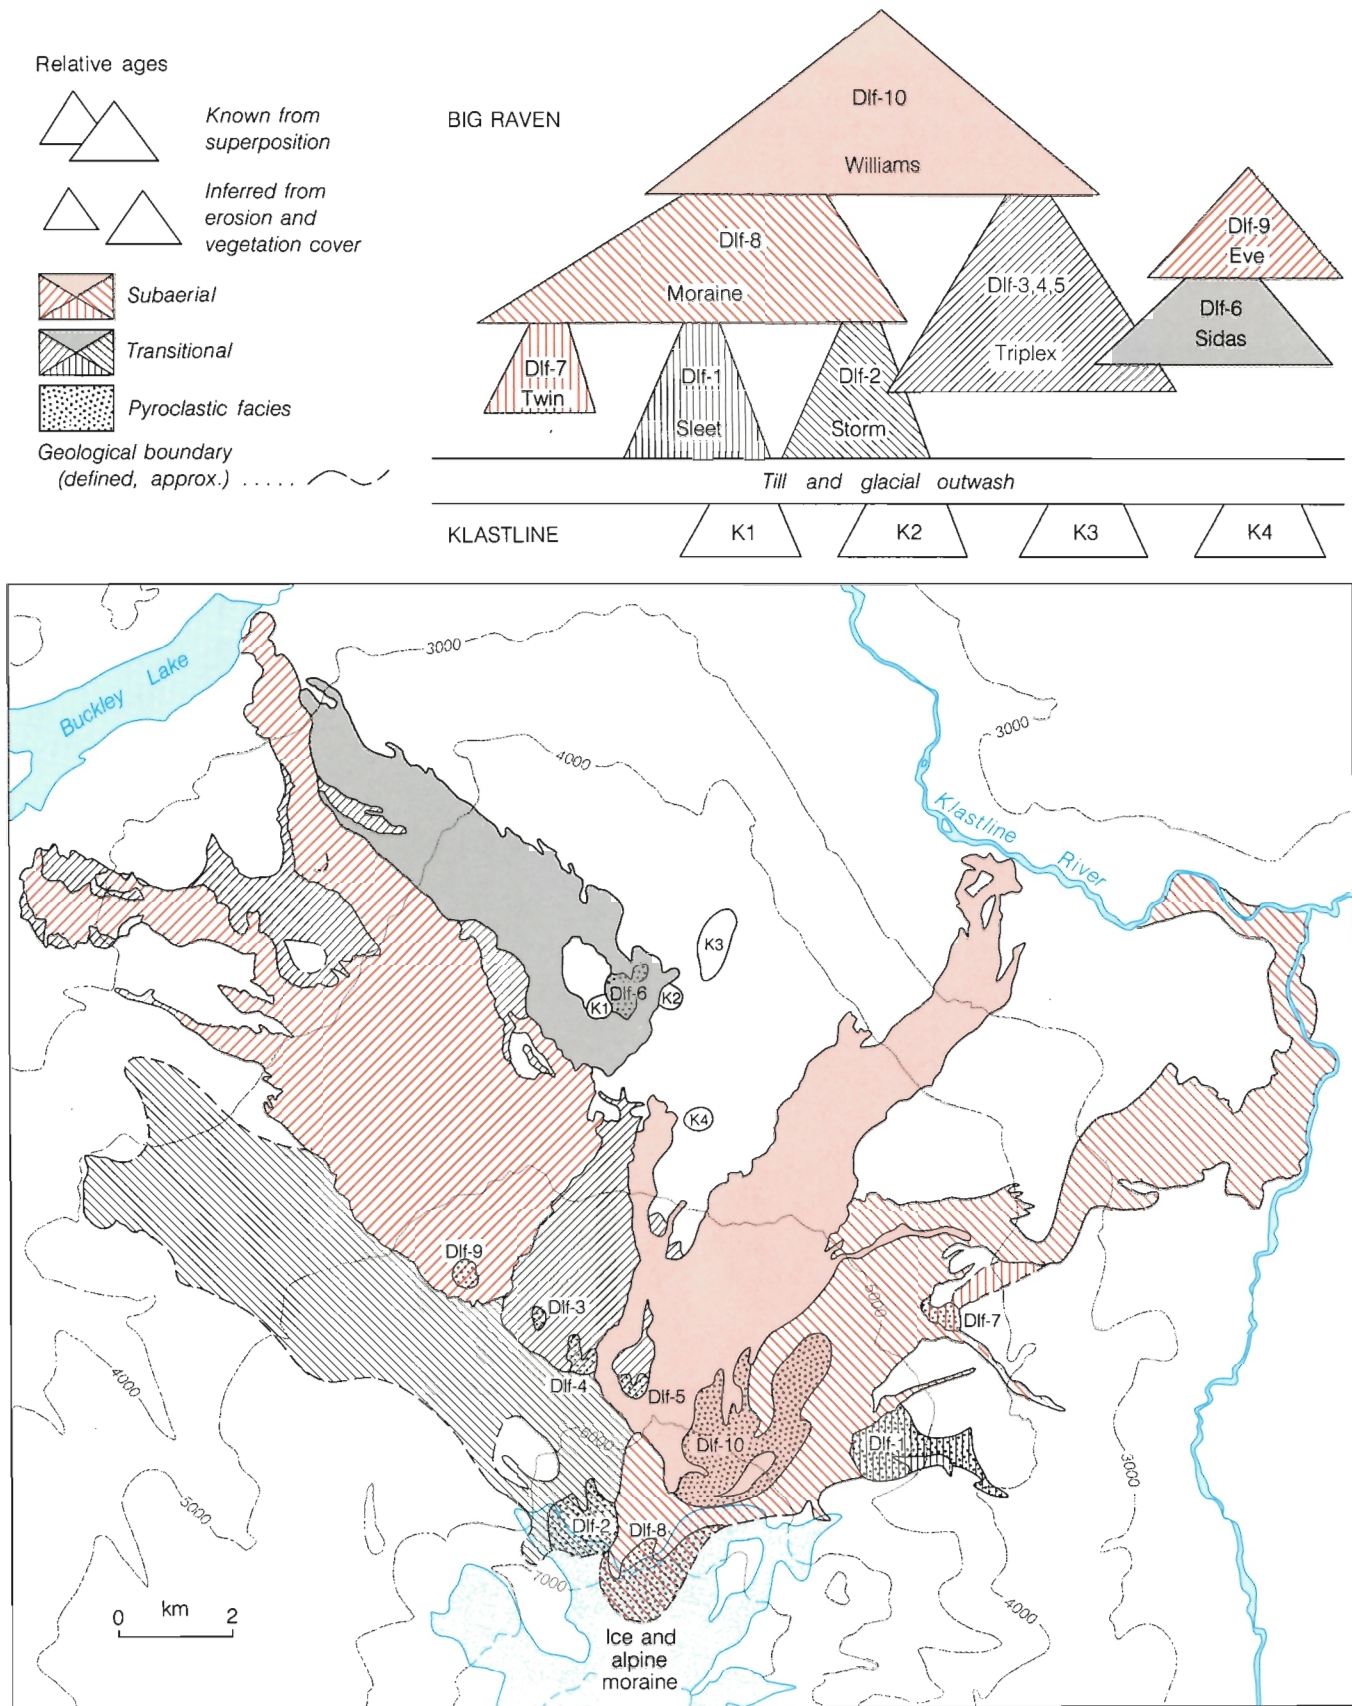 Relative ages
Known from
superposition
Inferred from
erosion and
vegetation cover
Subaerial
Transitional
Pyroclastic facies
Geological boundary
(defined, approx.) .....
BIG RAVEN
Dlf-10
Williams
Dlf-8
Moraine
Dlf-3,4,5
Triplex
Dlf-9
Eve
Dlf-6
Sidas
Dlf-7
Twin
Dlf-1
Sleet
Dlf-2
Storm
Till and glacial outwash
KLASTLINE
K1
K2
K3
K4
Buckley Lake
3000
4000
3000
Klastline
River
K3
Dlf-6
K1
K2
K4
Dlf-9
Dlf-3
5000
Dlf-7
Dlf-4
Dlf-5
4000
6000
Dlf-10
Dlf-1
3000
5000
Dlf-2
Dlf-8
7000
4000
0 km 2
Ice and
alpine
moraine